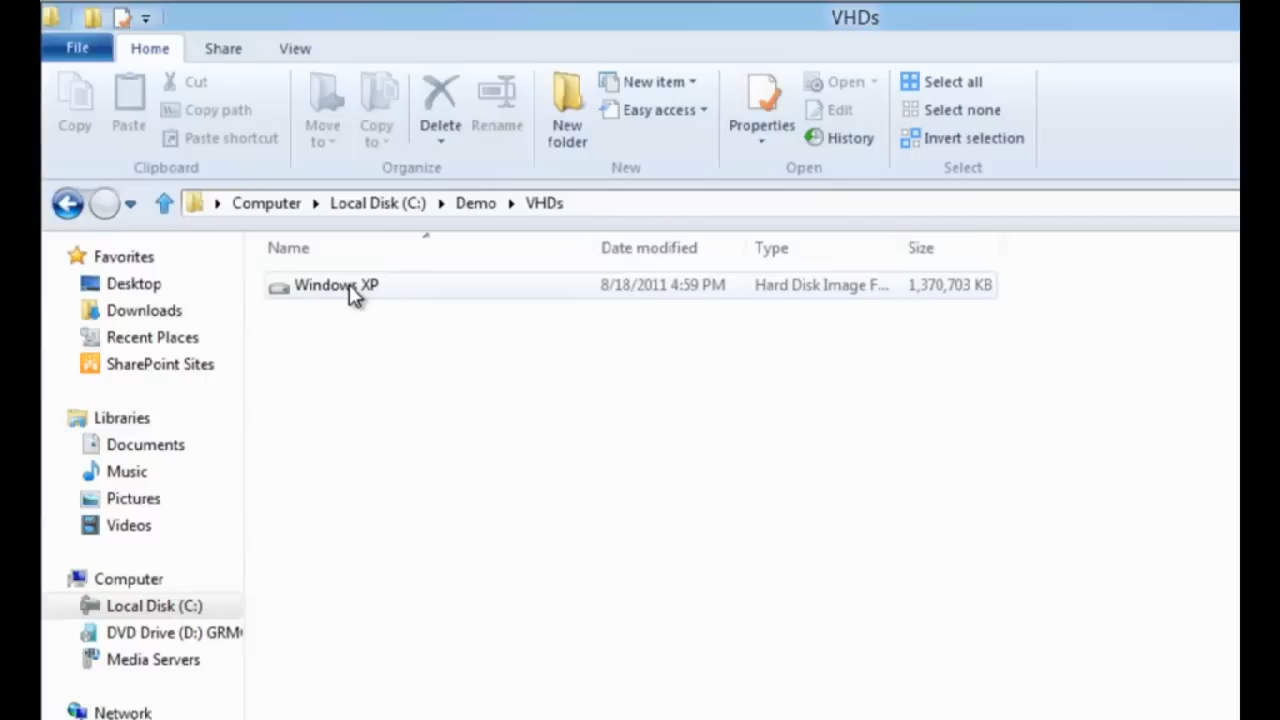 VHDs
File Home Share View
Copy
Paste
Cut
Copy path
Paste shortcut
Clipboard
Move to
Copy to
Delete
Rename
Organize
New folder
New item
Easy access
New
Properties
Open
Edit
History
Open
Select all
Select none
Invert selection
Select
Computer Local Disk (C:) Demo VHDs
Name Date modified Type Size
Windows XP 8/18/2011 4:59 PM Hard Disk Image F... 1,370,703 KB
Favorites
Desktop
Downloads
Recent Places
SharePoint Sites
Libraries
Documents
Music
Pictures
Videos
Computer
Local Disk (C:)
DVD Drive (D:) GRM
Media Servers
Network